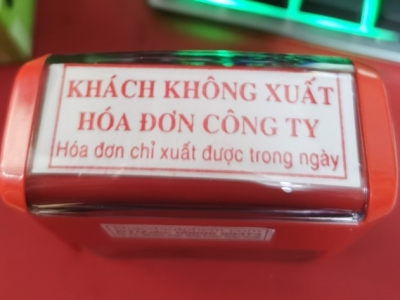 KHÁCH KHÔNG XUẤT
HÓA ĐƠN CÔNG TY
Hóa đơn chỉ xuất được trong ngày